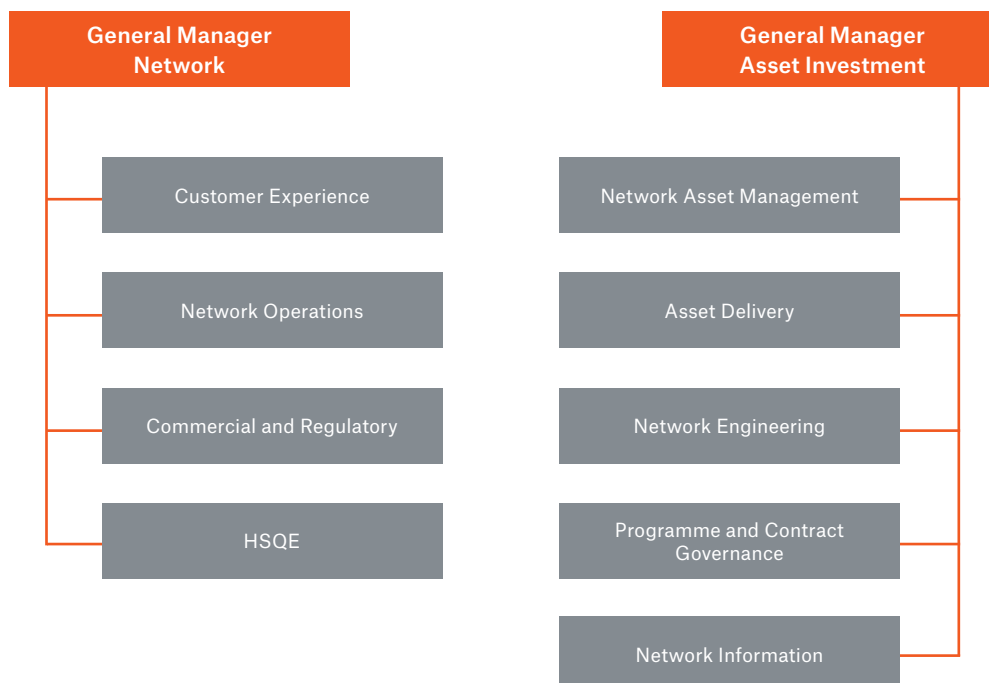 General Manager
Network
Customer Experience
Network Operations
Commercial and Regulatory
HSQE
General Manager
Asset Investment
Network Asset Management
Asset Delivery
Network Engineering
Programme and Contract
Governance
Network Information